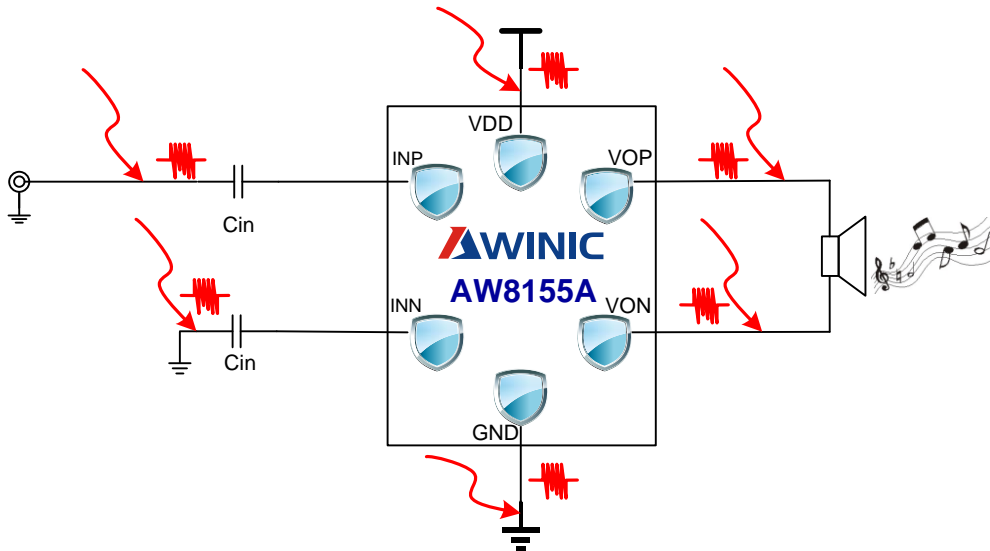 VDD
INP
VOP
Cin
AWINIC
AW8155A
INN
VON
Cin
GND